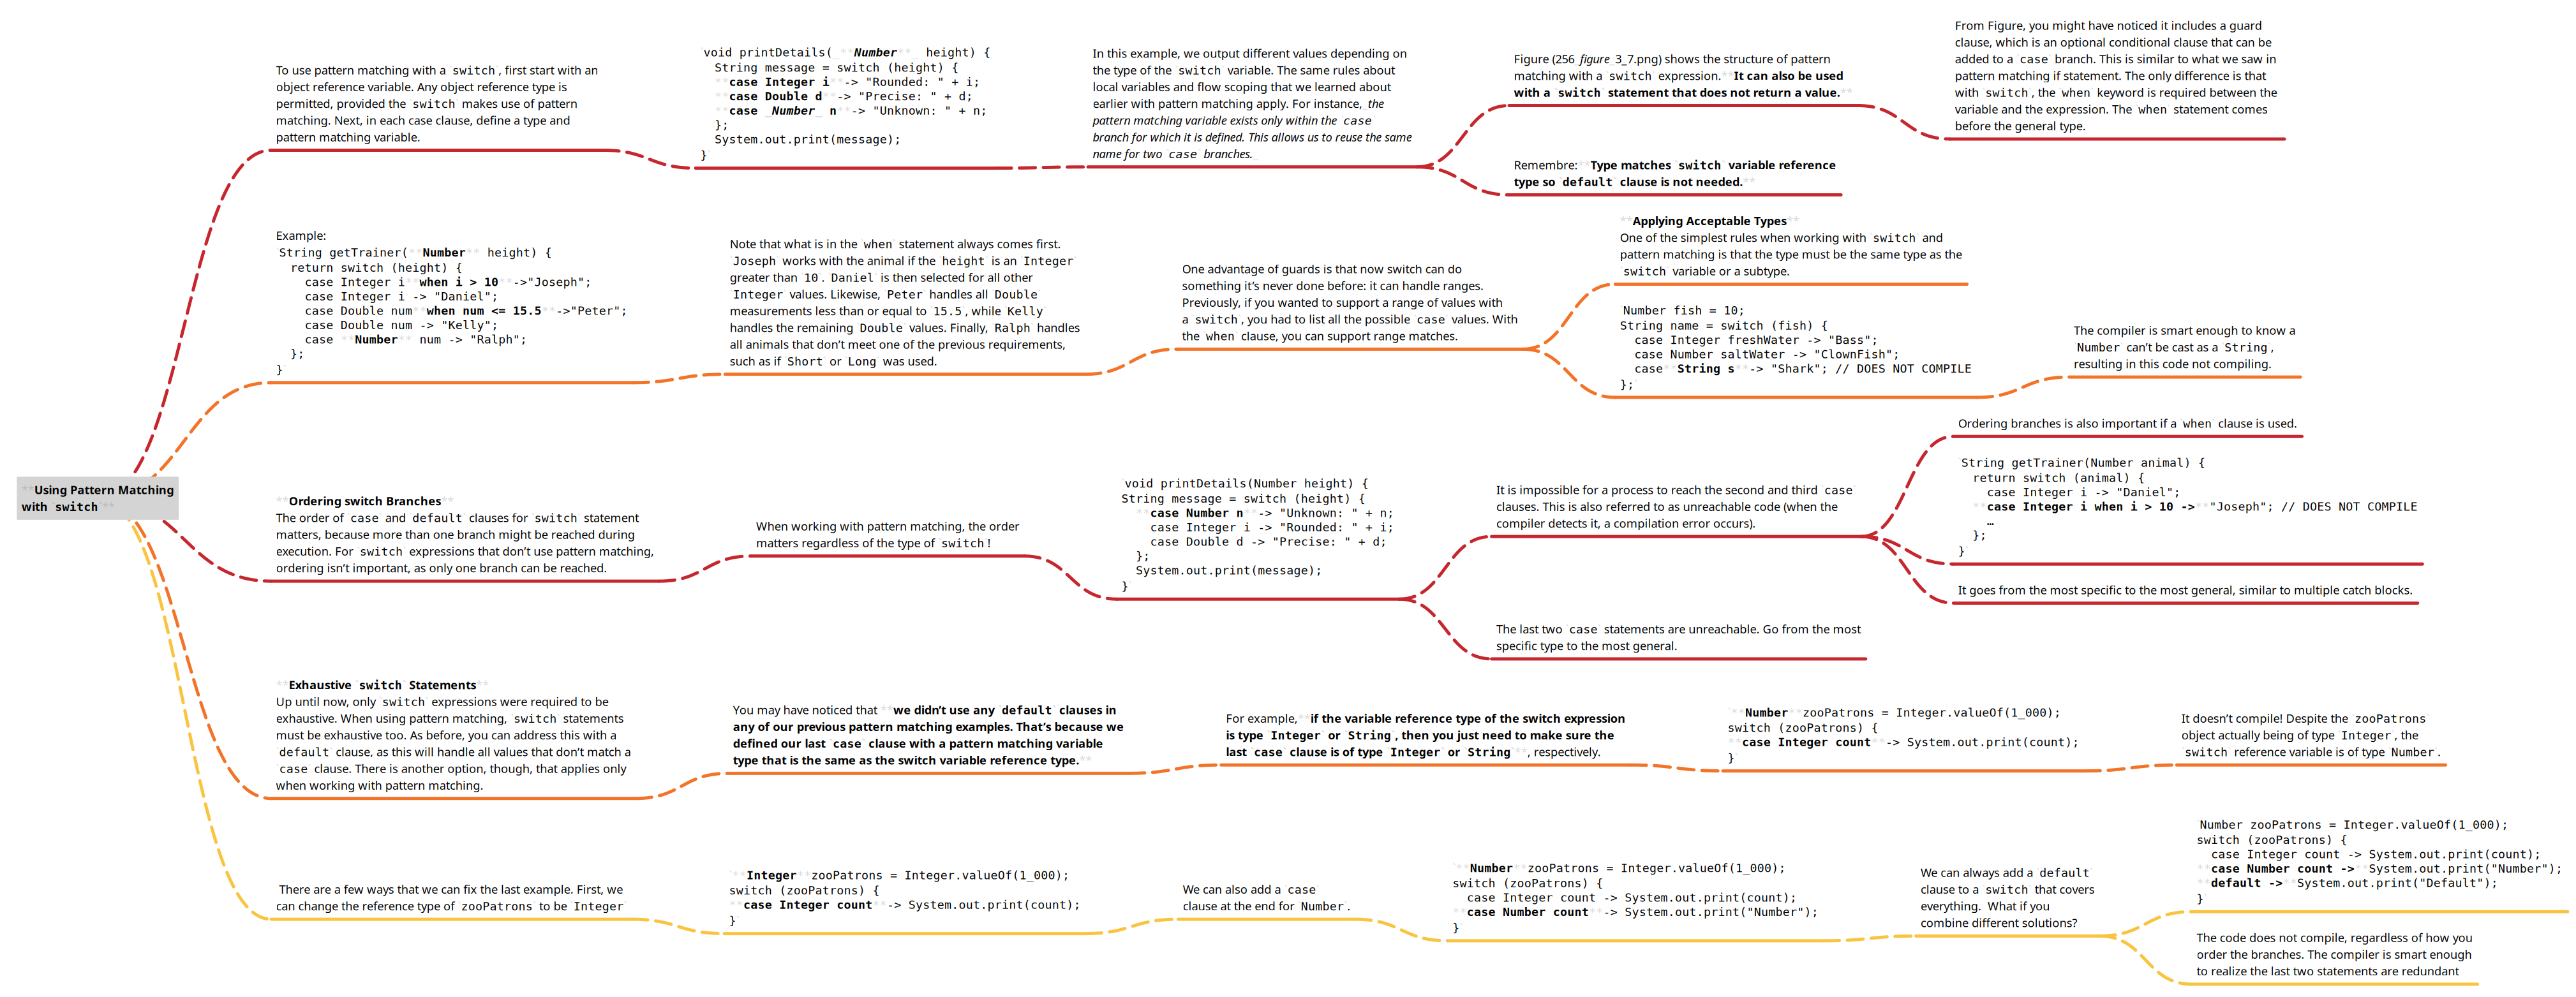 **Using Pattern Matching
with `switch`**
To use pattern matching with a `switch`, first start with an
object reference variable. Any object reference type is
permitted, provided the `switch` makes use of pattern
matching. Next, in each case clause, define a type and
pattern matching variable.
void printDetails(_**Number**_ height) {
String message = switch (height) {
**case Integer i**-> "Rounded: " + i;
**case Double d**-> "Precise: " + d;
**case _Number_ n**-> "Unknown: " + n;
};
System.out.print(message);
}
In this example, we output different values depending on
the type of the `switch` variable. The same rules about
local variables and flow scoping that we learned about
earlier with pattern matching apply. For instance, the
pattern matching variable exists only within the `case`
branch for which it is defined. This allows us to reuse the same
name for two `case` branches.
Figure (256 figure 3_7.png) shows the structure of pattern
matching with a `switch` expression.**It can also be used
with a `switch` statement that does not return a value.**
From Figure, you might have noticed it includes a guard
clause, which is an optional conditional clause that can be
added to a `case` branch. This is similar to what we saw in
pattern matching if statement. The only difference is that
with `switch`, the `when` keyword is required between the
variable and the expression. The `when` statement comes
before the general type.
Remembre:**Type matches `switch` variable reference
type so `default` clause is not needed.**
Example:
`String getTrainer(**Number** height) {
return switch (height) {
case Integer i**when i > 10**->"Joseph";
case Integer i -> "Daniel";
case Double num**when num <= 15.5**->"Peter";
case Double num -> "Kelly";
case **Number** num -> "Ralph";
};
}
Note that what is in the `when` statement always comes first.
`Joseph` works with the animal if the `height` is an `Integer`
greater than `10`. `Daniel` is then selected for all other
`Integer` values. Likewise, `Peter` handles all `Double`
measurements less than or equal to `15.5`, while `Kelly`
handles the remaining `Double` values. Finally, `Ralph` handles
all animals that don’t meet one of the previous requirements,
such as if `Short` or `Long` was used.
One advantage of guards is that now switch can do
something it’s never done before: it can handle ranges.
Previously, if you wanted to support a range of values with
a `switch`, you had to list all the possible `case` values. With
the `when` clause, you can support range matches.
**Applying Acceptable Types**
One of the simplest rules when working with `switch` and
pattern matching is that the type must be the same type as the
`switch` variable or a subtype.
`Number fish = 10;
String name = switch (fish) {
case Integer freshWater -> "Bass";
case Number saltWater -> "ClownFish";
case**String s**-> "Shark"; // DOES NOT COMPILE
};`
The compiler is smart enough to know a
`Number` can’t be cast as a `String`,
resulting in this code not compiling.
**Ordering switch Branches**
The order of `case` and `default` clauses for `switch` statement
matters, because more than one branch might be reached during
execution. For `switch` expressions that don’t use pattern matching,
ordering isn’t important, as only one branch can be reached.
When working with pattern matching, the order
matters regardless of the type of `switch`!
void printDetails(Number height) {
String message = switch (height) {
**case Number n**-> "Unknown: " + n;
case Integer i -> "Rounded: " + i;
case Double d -> "Precise: " + d;
};
System.out.print(message);
}
It is impossible for a process to reach the second and third `case`
clauses. This is also referred to as unreachable code (when the
compiler detects it, a compilation error occurs).
Ordering branches is also important if a `when` clause is used.
`String getTrainer(Number animal) {
return switch (animal) {
case Integer i -> "Daniel";
**case Integer i when i > 10 ->**"Joseph"; // DOES NOT COMPILE
…
};
}
It goes from the most specific to the most general, similar to multiple catch blocks.
The last two `case` statements are unreachable. Go from the most
specific type to the most general.
**Exhaustive `switch` Statements**
Up until now, only `switch` expressions were required to be
exhaustive. When using pattern matching, `switch` statements
must be exhaustive too. As before, you can address this with a
`default` clause, as this will handle all values that don’t match a
`case` clause. There is another option, though, that applies only
when working with pattern matching.
You may have noticed that **we didn’t use any `default` clauses in
any of our previous pattern matching examples. That’s because we
defined our last `case` clause with a pattern matching variable
type that is the same as the switch variable reference type.**
For example,**if the variable reference type of the switch expression
is type `Integer` or `String`, then you just need to make sure the
last `case` clause is of type `Integer` or `String`**, respectively.
`**Number**zooPatrons = Integer.valueOf(1_000);
switch (zooPatrons) {
**case Integer count**-> System.out.print(count);
}`
It doesn’t compile! Despite the `zooPatrons`
object actually being of type `Integer`, the
`switch` reference variable is of type `Number`.
There are a few ways that we can fix the last example. First, we
can change the reference type of `zooPatrons` to be `Integer`
`**Integer**zooPatrons = Integer.valueOf(1_000);
switch (zooPatrons) {
**case Integer count**-> System.out.print(count);
}`
We can also add a `case`
clause at the end for `Number`.
`**Number**zooPatrons = Integer.valueOf(1_000);
switch (zooPatrons) {
case Integer count -> System.out.print(count);
**case Number count**-> System.out.print("Number");
}
We can always add a `default`
clause to a `switch` that covers
everything. What if you
combine different solutions?
`Number zooPatrons = Integer.valueOf(1_000);
switch (zooPatrons) {
case Integer count -> System.out.print(count);
**case Number count ->**System.out.print("Number");
**default ->**System.out.print("Default");
}
The code does not compile, regardless of how you
order the branches. The compiler is smart enough
to realize the last two statements are redundant